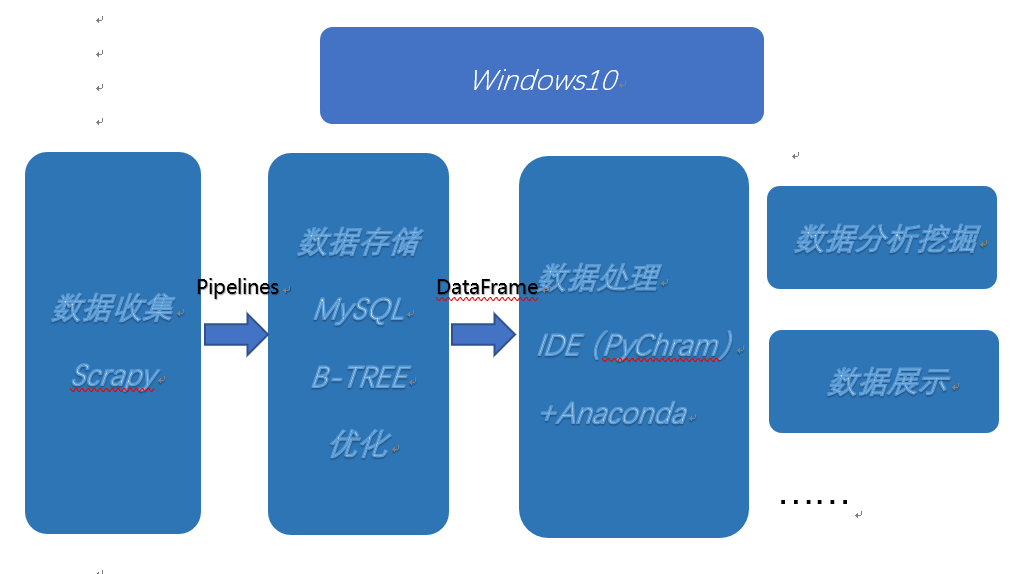 Windows10
数据收集
Scrapy
Pipelines
数据存储
MySQL
B-TREE
优化
DataFrame
数据处理
IDE（PyChram）
+Anaconda
数据分析挖掘
数据展示
......